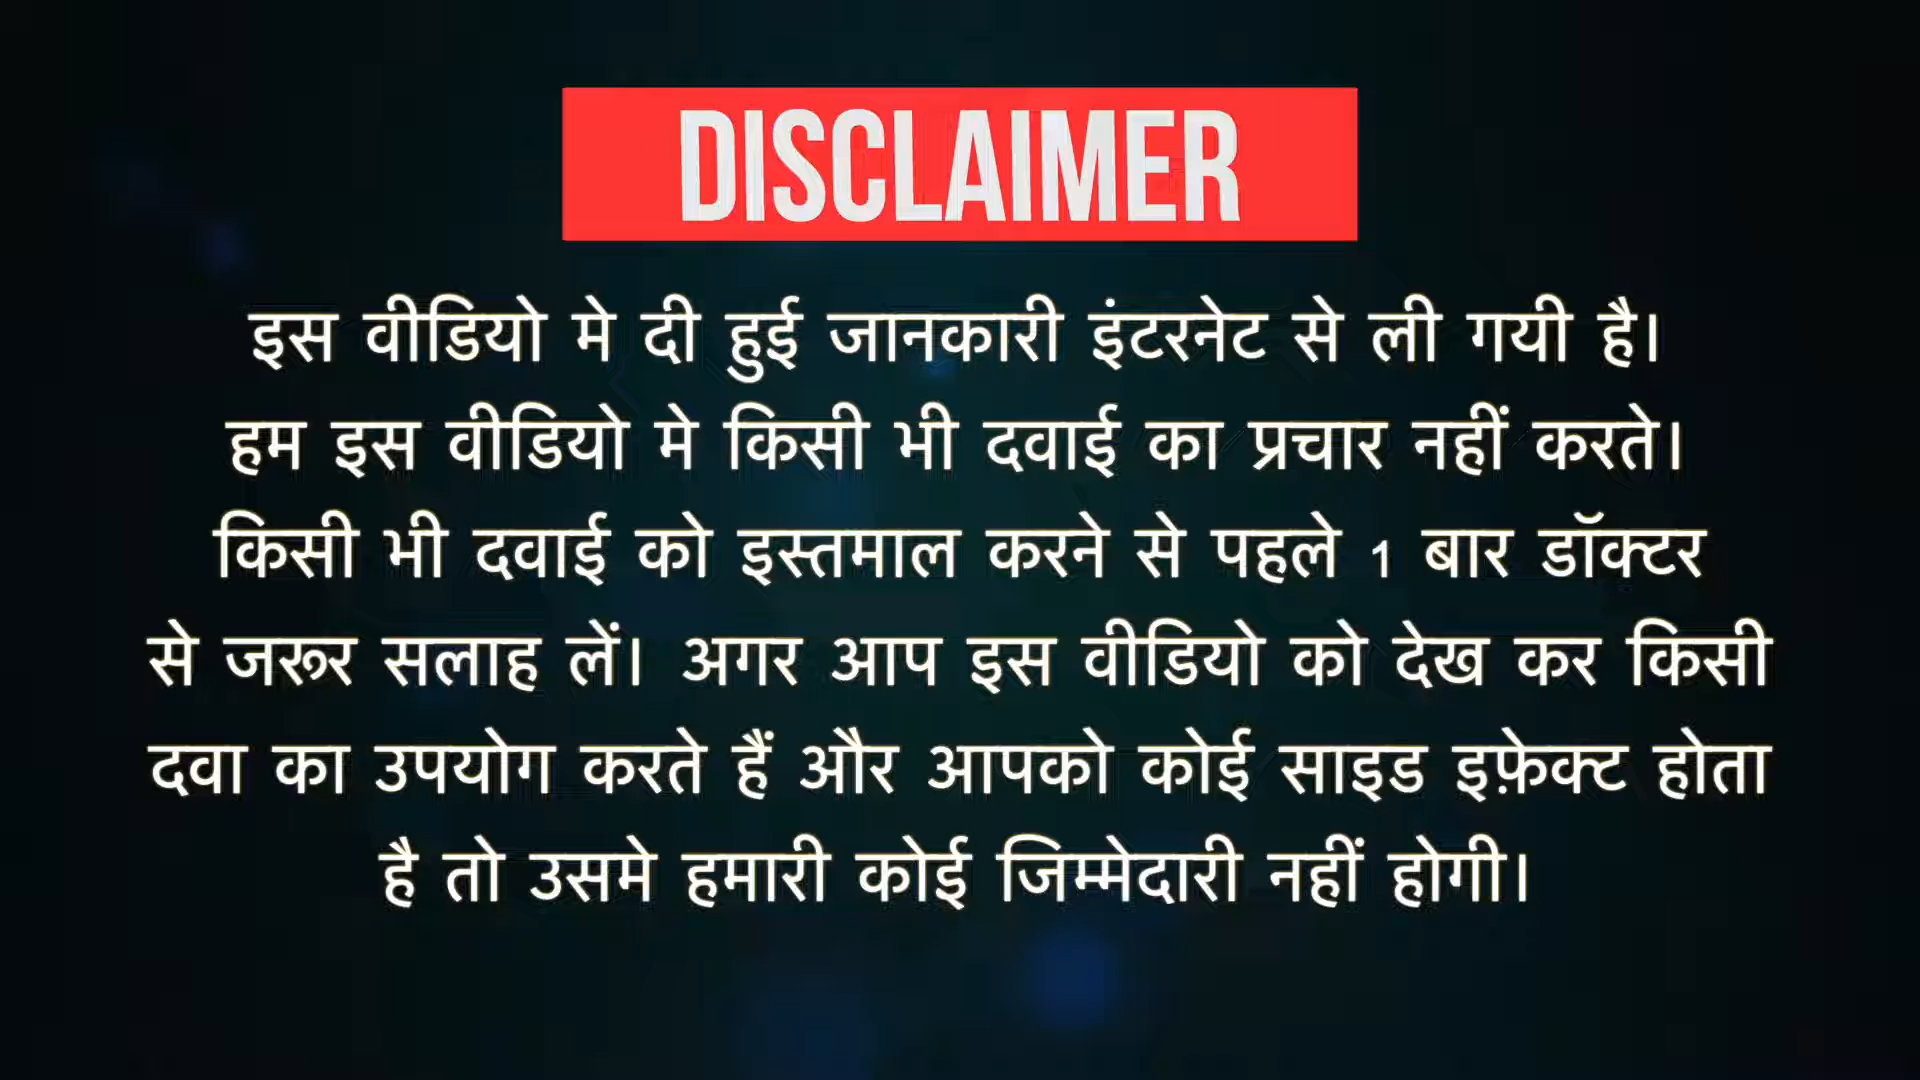 DISCLAIMER
इस वीडियो मे दी हुई जानकारी इंटरनेट से ली गयी है।
हम इस वीडियो मे किसी भी दवाई का प्रचार नहीं करते।
किसी भी दवाई को इस्तमाल करने से पहले 1 बार डॉक्टर
से जरूर सलाह लें। अगर आप इस वीडियो को देख कर किसी
दवा का उपयोग करते हैं और आपको कोई साइड इफ़ेक्ट होता
है तो उसमे हमारी कोई जिम्मेदारी नहीं होगी।